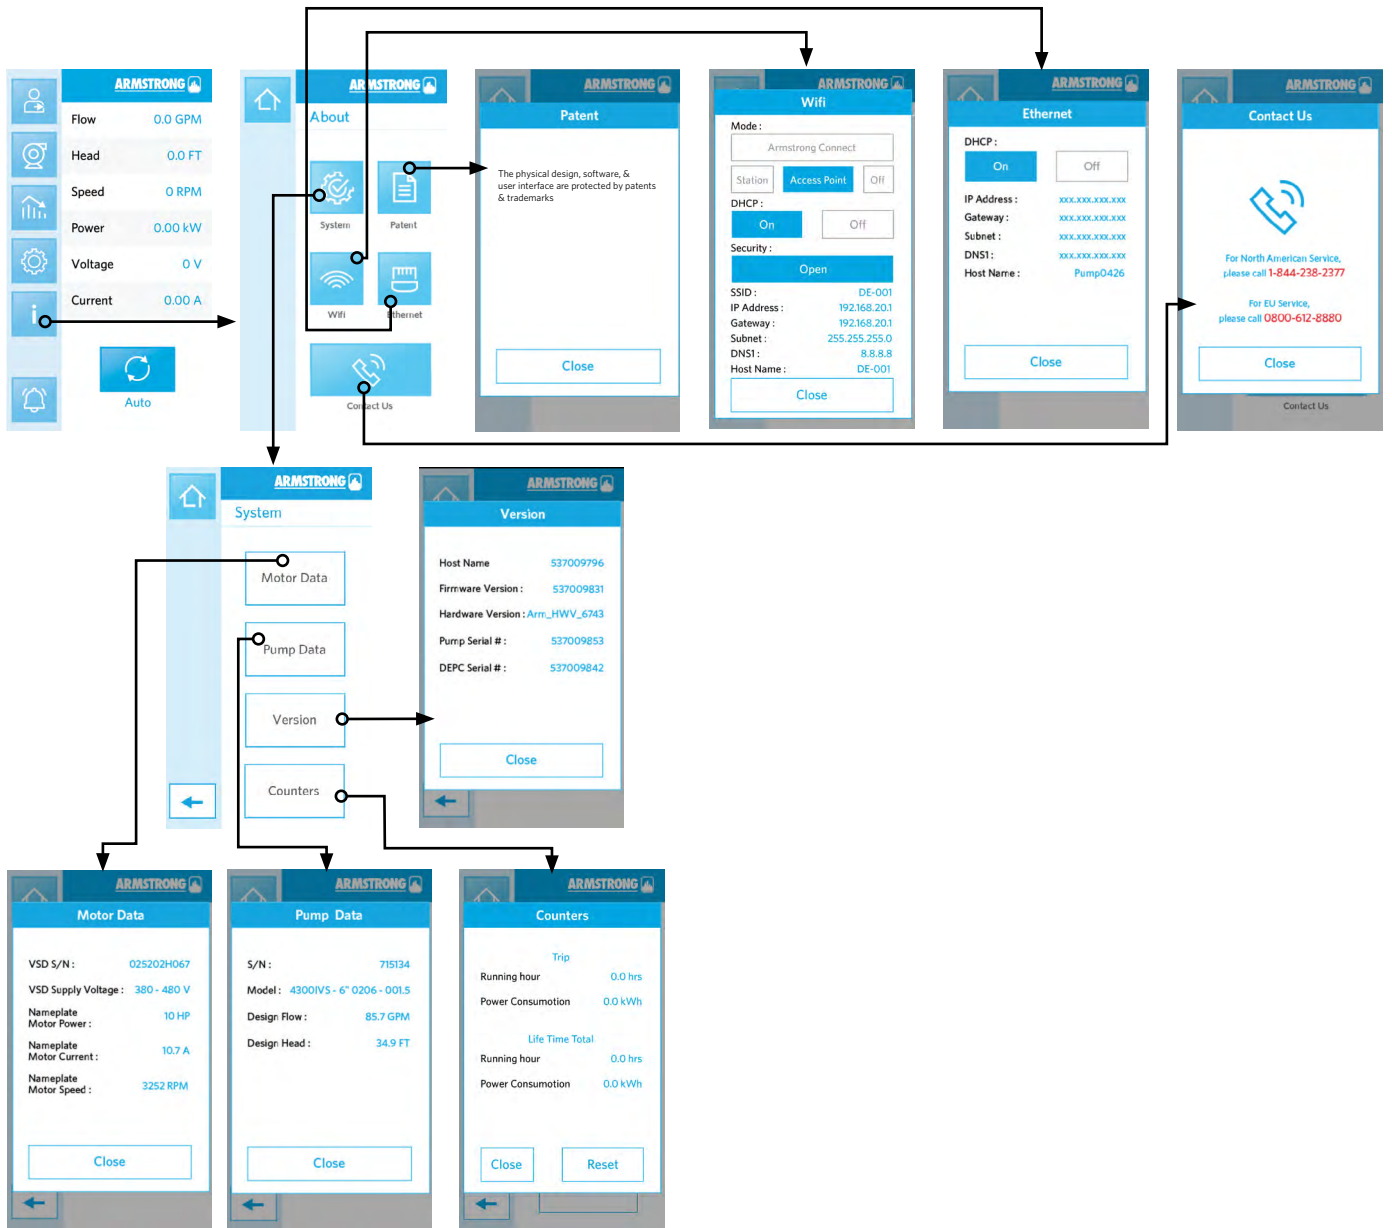 ARMSTRONG
Flow 0.0 GPM
Head 0.0 FT
Speed 0 RPM
Power 0.00 kW
Voltage 0 V
Current 0.00 A
Auto
ARMSTRONG
About
System Patent
Wifi Ethernet
Contact Us
ARMSTRONG
Patent
The physical design, software, &
user interface are protected by patents
& trademarks
Close
ARMSTRONG
Wifi
Mode :
Armstrong Connect
Station Access Point Off
DHCP :
On Off
Security :
Open
SSID : DE-001
IP Address : 192.168.20.1
Gateway : 192.168.20.1
Subnet : 255.255.255.0
DNS1 : 8.8.8.8
Host Name : DE-001
Close
ARMSTRONG
Ethernet
DHCP :
On Off
IP Address : xxx.xxx.xxx.xxx
Gateway : xxx.xxx.xxx.xxx
Subnet : xxx.xxx.xxx.xxx
DNS1 : xxx.xxx.xxx.xxx
Host Name : Pump0426
Close
ARMSTRONG
Contact Us
For North American Service,
please call 1-844-238-2377
For EU Service,
please call 0800-612-8880
Close
Contact Us
ARMSTRONG
System
Motor Data
Pump Data
Version
Counters
ARMSTRONG
Version
Host Name 537009796
Firmware Version : 537009831
Hardware Version : Arm_HWV_6743
Pump Serial # : 537009853
DEPC Serial # : 537009842
Close
ARMSTRONG
Motor Data
VSD S/N : 025202H067
VSD Supply Voltage : 380 - 480 V
Nameplate
Motor Power : 10 HP
Nameplate
Motor Current : 10.7 A
Nameplate
Motor Speed : 3252 RPM
Close
ARMSTRONG
Pump Data
S/N : 715134
Model : 4300IVS - 6" 0206 - 001.5
Design Flow : 85.7 GPM
Design Head : 34.9 FT
Close
ARMSTRONG
Counters
Trip
Running hour 0.0 hrs
Power Consumotion 0.0 kWh
Life Time Total
Running hour 0.0 hrs
Power Consumotion 0.0 kWh
Close Reset